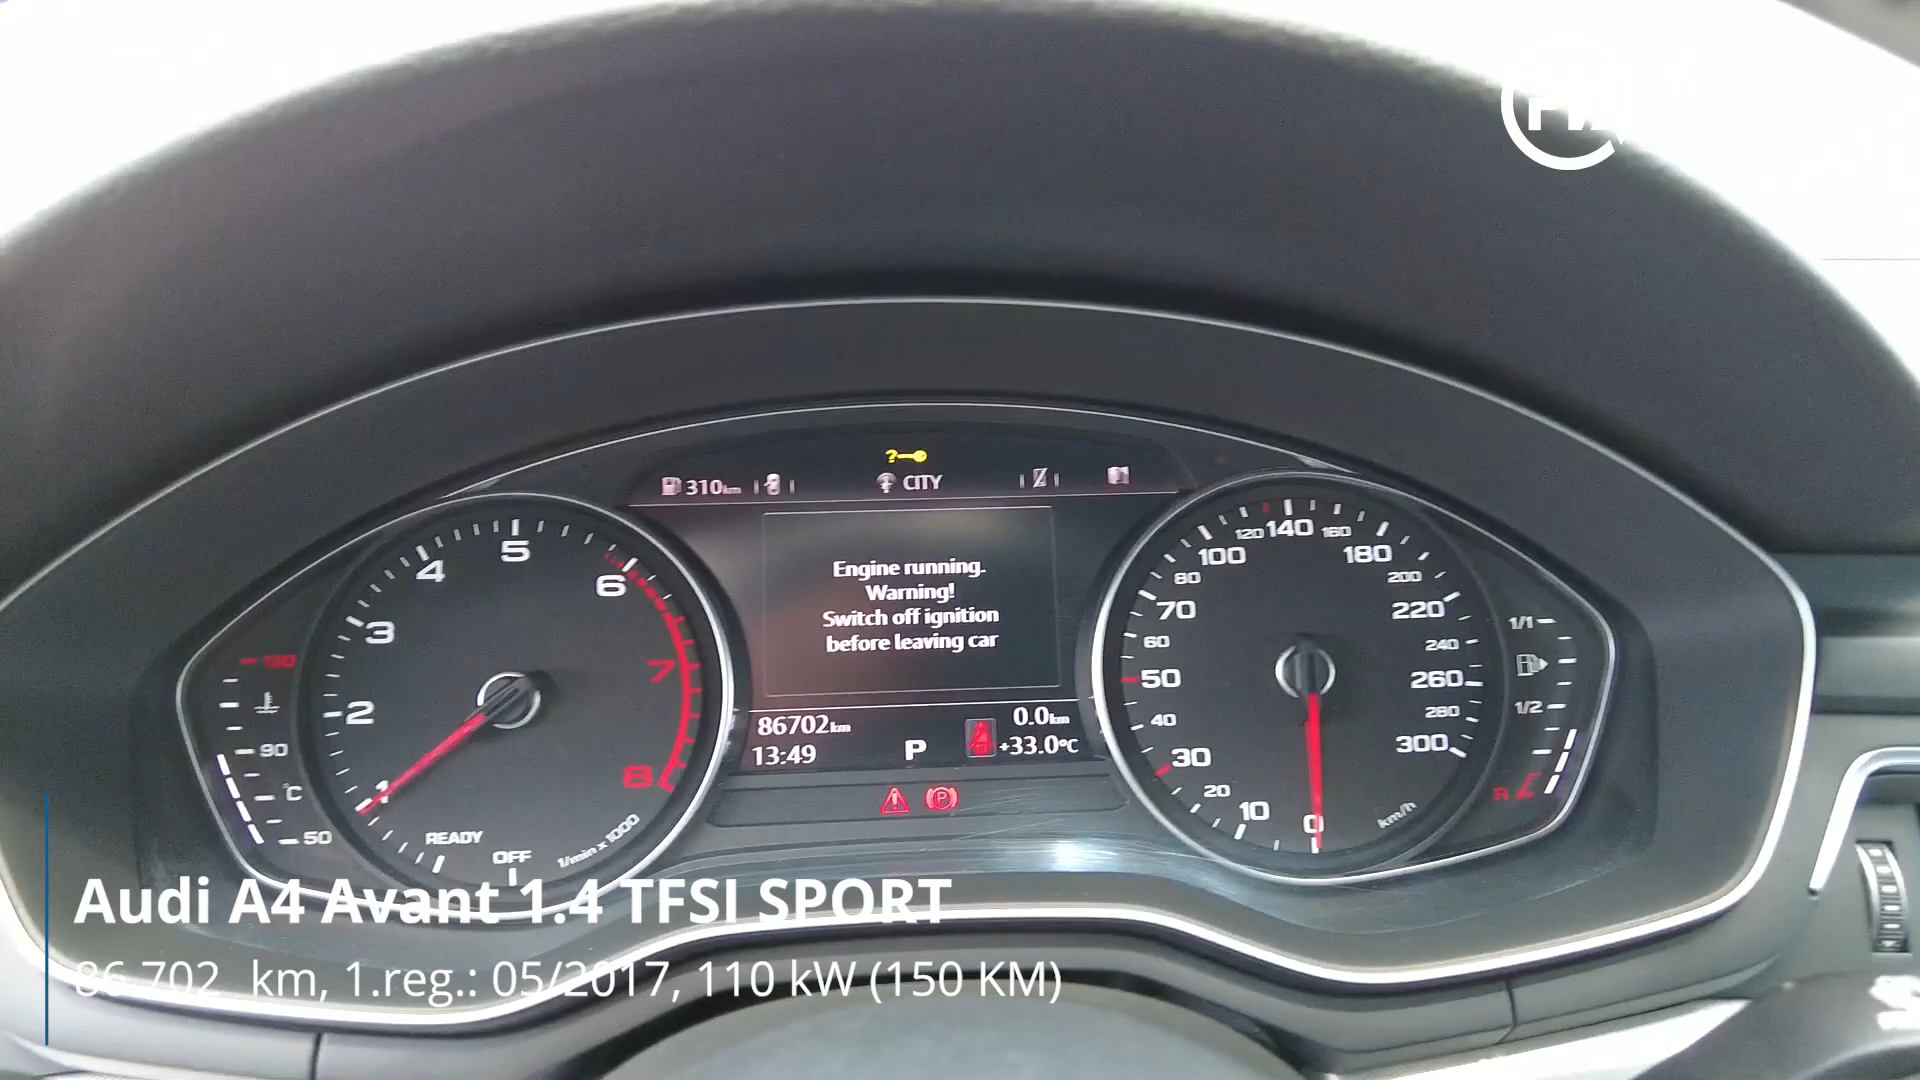 ?
310km
CITY
Engine running.
Warning!
Switch off ignition
before leaving car
86702km
0.0km
13:49
P
+33.0°C
130
90
°C
50
1
2
3
4
5
6
7
8
READY
OFF
1/min x 1000
0
10
20
30
40
50
60
70
80
100
120
140
160
180
200
220
240
260
280
300
km/h
1/1
1/2
R
Audi A4 Avant 1.4 TFSI SPORT
86 702 km, 1.reg.: 05/2017, 110 kW (150 KM)